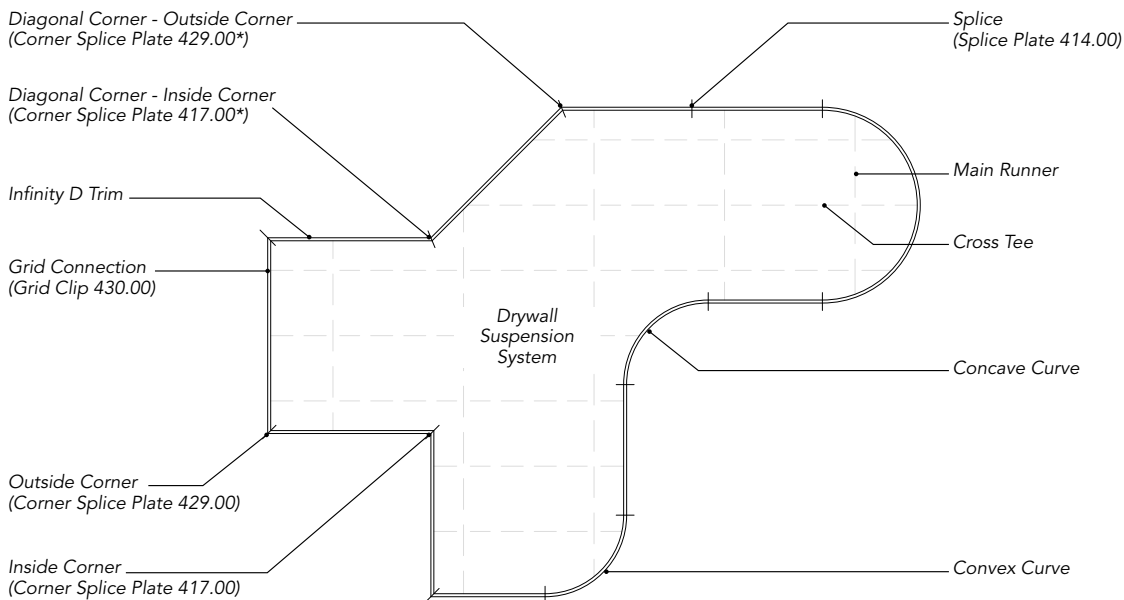 Diagonal Corner - Outside Corner
(Corner Splice Plate 429.00*)
Diagonal Corner - Inside Corner
(Corner Splice Plate 417.00*)
Infinity D Trim
Grid Connection
(Grid Clip 430.00)
Outside Corner
(Corner Splice Plate 429.00)
Inside Corner
(Corner Splice Plate 417.00)
Drywall
Suspension
System
Splice
(Splice Plate 414.00)
Main Runner
Cross Tee
Concave Curve
Convex Curve